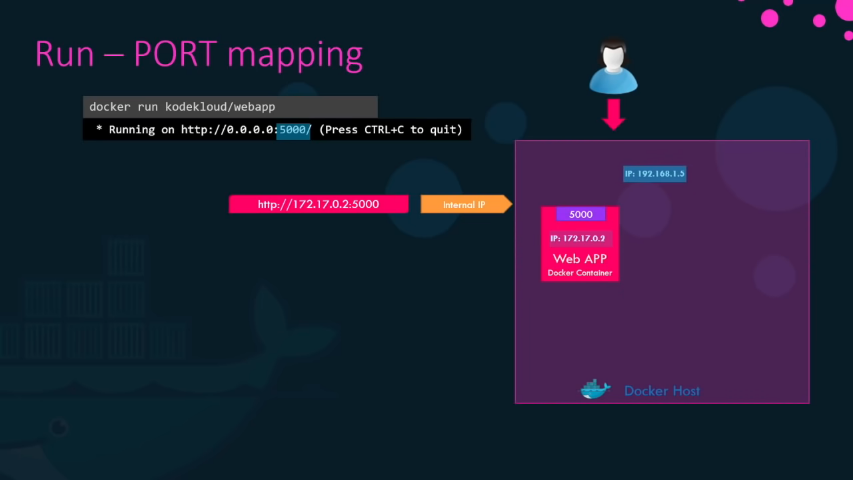 Run – PORT mapping
docker run kodekloud/webapp
* Running on http://0.0.0.0:5000/ (Press CTRL+C to quit)
IP: 192.168.1.5
http://172.17.0.2:5000
Internal IP
5000
IP: 172.17.0.2
Web APP
Docker Container
Docker Host